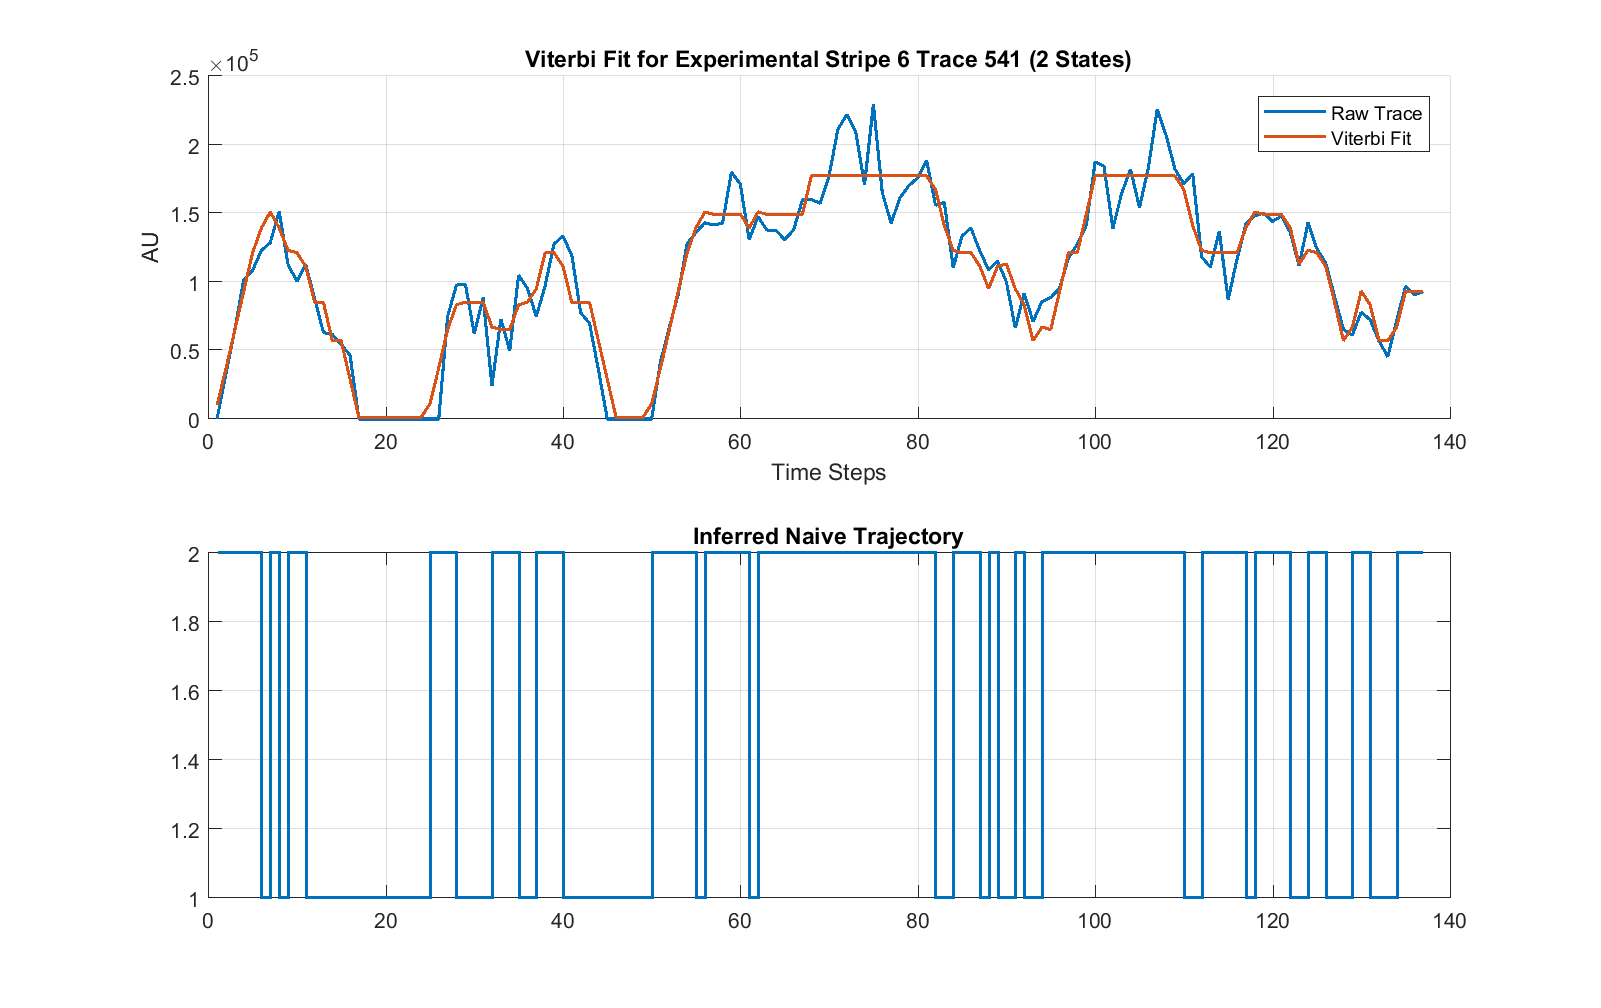 Viterbi Fit for Experimental Stripe 6 Trace 541 (2 States)
×10^5
2.5
2
1.5
1
0.5
0
AU
Raw Trace
Viterbi Fit
0 20 40 60 80 100 120 140
Time Steps
Inferred Naive Trajectory
2
1.8
1.6
1.4
1.2
1
0 20 40 60 80 100 120 140